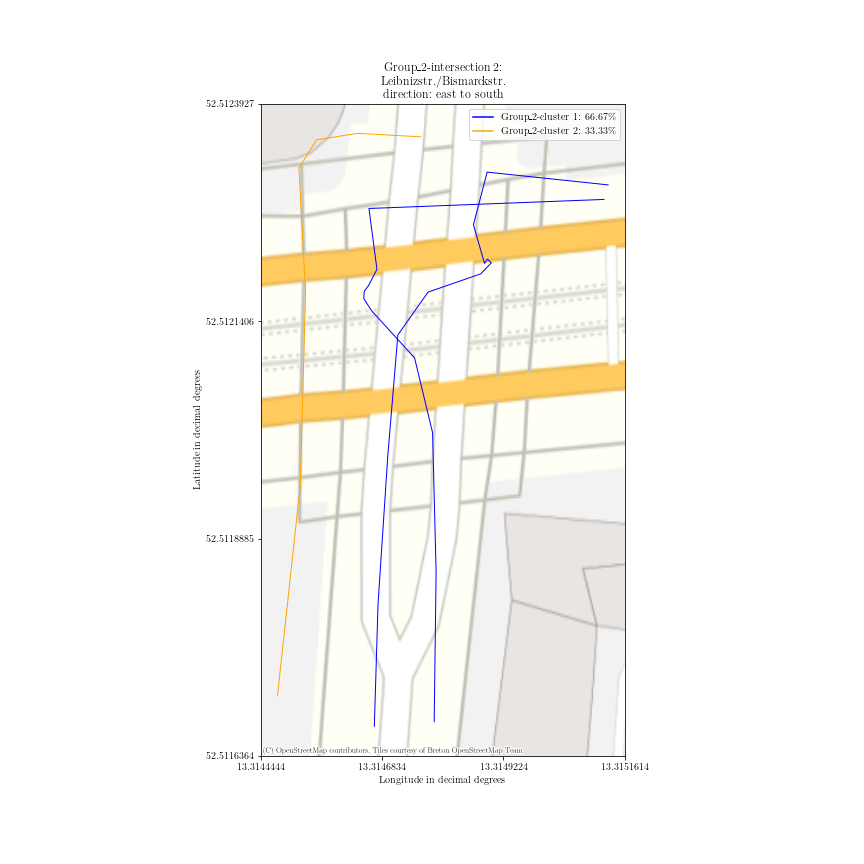 Group_2-intersection 2:
Leibnizstr./Bismarckstr.
direction: east to south
Group_2-cluster 1: 66.67%
Group_2-cluster 2: 33.33%
52.5123927
52.5121406
52.5118885
52.5116364
Latitude in decimal degrees
(C) OpenStreetMap contributors, Tiles courtesy of Breton OpenStreetMap Team
13.3144444 13.3146834 13.3149224 13.3151614
Longitude in decimal degrees